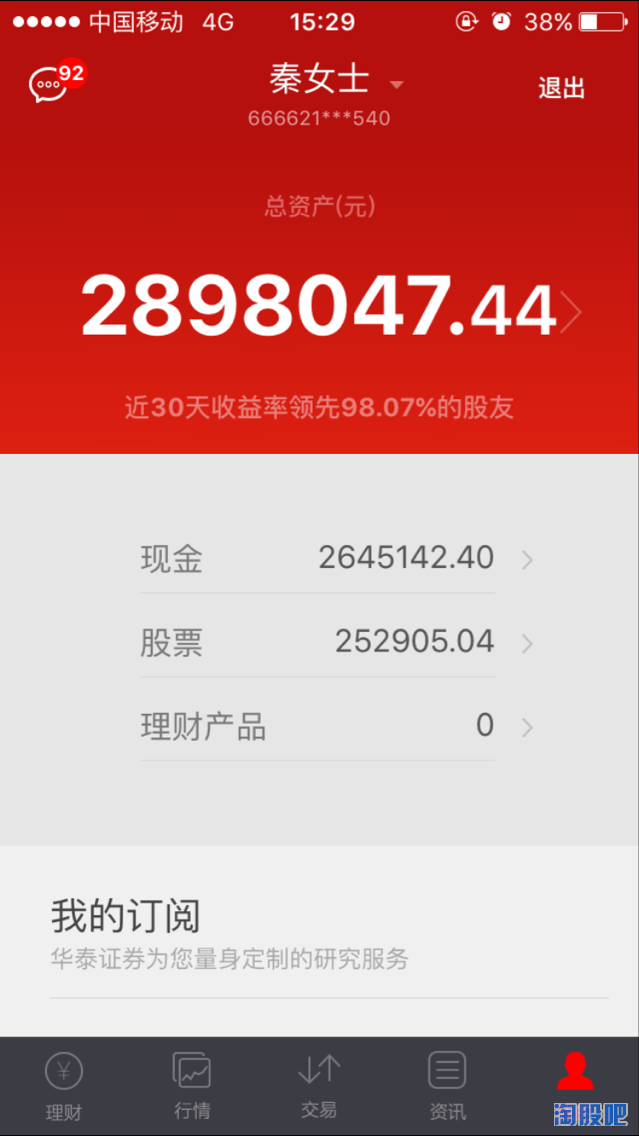 中国移动 4G 15:29 38%
92
秦女士
退出
666621***540
总资产(元)
2898047.44
近30天收益率领先98.07%的股友
现金 2645142.40
股票 252905.04
理财产品 0
我的订阅
华泰证券为您量身定制的研究服务
¥
理财 行情 交易 资讯
淘股吧